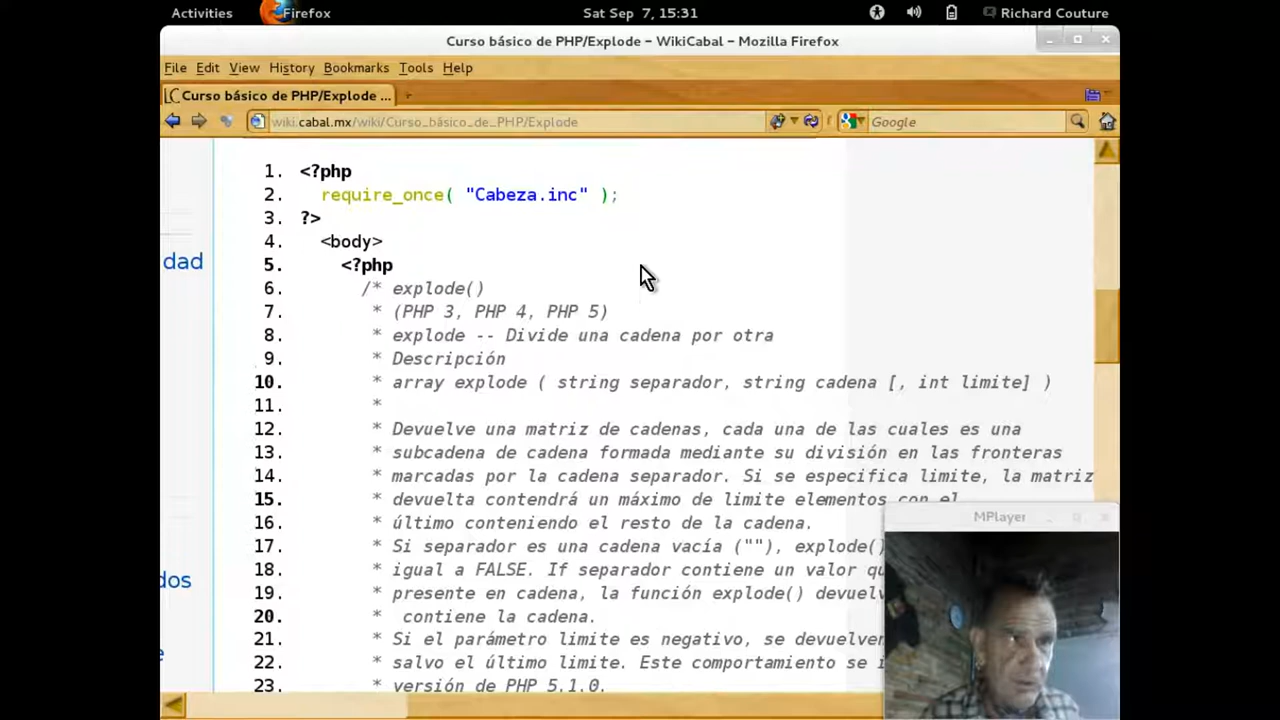 Activities Firefox Sat Sep 7, 15:31 Richard Couture
Curso básico de PHP/Explode – WikiCabal – Mozilla Firefox
File Edit View History Bookmarks Tools Help
Curso básico de PHP/Explode ...
wiki.cabal.mx/wiki/Curso_básico_de_PHP/Explode Google
1. <?php
2. require_once( "Cabeza.inc" );
3. ?>
4. <body>
dad
5. <?php
6. /* explode()
7. * (PHP 3, PHP 4, PHP 5)
8. * explode -- Divide una cadena por otra
9. * Descripción
10. * array explode ( string separador, string cadena [, int limite] )
11. *
12. * Devuelve una matriz de cadenas, cada una de las cuales es una
13. * subcadena de cadena formada mediante su división en las fronteras
14. * marcadas por la cadena separador. Si se especifica limite, la matriz
15. * devuelta contendrá un máximo de limite elementos con el
16. * último conteniendo el resto de la cadena.
MPlayer
17. * Si separador es una cadena vacía (""), explode()
18. * igual a FALSE. If separador contiene un valor qu
dos
19. * presente en cadena, la función explode() devuelv
20. * contiene la cadena.
21. * Si el parámetro limite es negativo, se devuelven
e
22. * salvo el último limite. Este comportamiento se i
23. * versión de PHP 5.1.0.